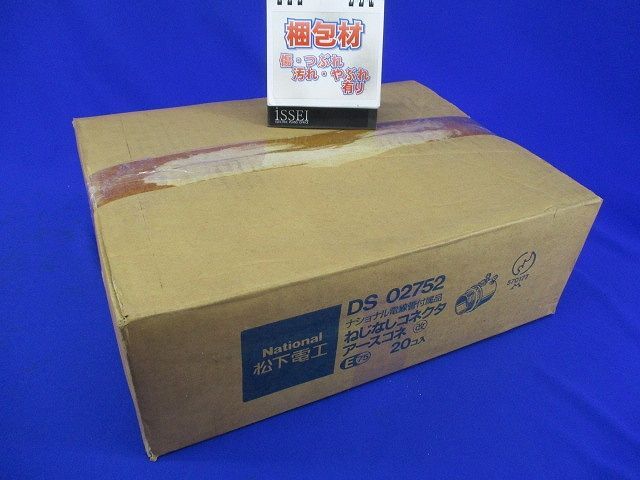 梱包材
傷・つぶれ
汚れ・やぶれ
有り
iSSEI
National
松下電工
DS 02752
ナショナル電線管付属品
ねじなしコネクタ
アースコネ 改
E75 20コ入